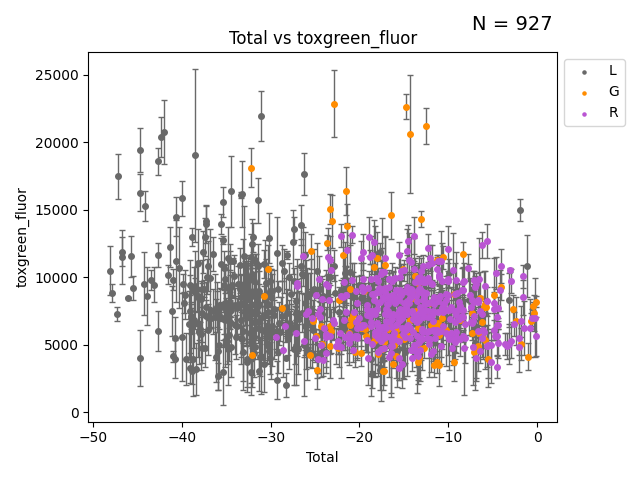 N = 927
Total vs toxgreen_fluor
25000
20000
15000
10000
5000
0
toxgreen_fluor
−50
−40
−30
−20
−10
0
Total
L
G
R